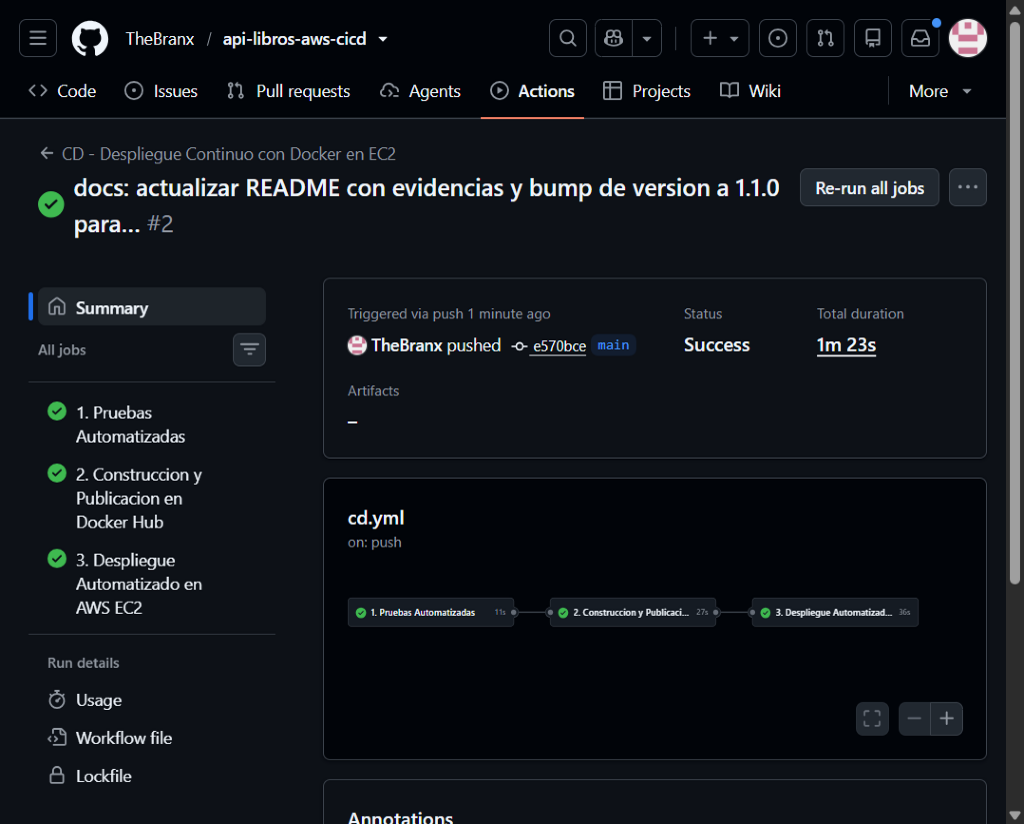 TheBranx / api-libros-aws-cicd
Code
Issues
Pull requests
Agents
Actions
Projects
Wiki
More
CD - Despliegue Continuo con Docker en EC2
docs: actualizar README con evidencias y bump de version a 1.1.0
para... #2
Re-run all jobs
Summary
All jobs
1. Pruebas
Automatizadas
2. Construccion y
Publicacion en
Docker Hub
3. Despliegue
Automatizado en
AWS EC2
Run details
Usage
Workflow file
Lockfile
Triggered via push 1 minute ago
TheBranx pushed e570bce main
Status
Success
Total duration
1m 23s
Artifacts
–
cd.yml
on: push
1. Pruebas Automatizadas 11s
2. Construccion y Publicaci... 27s
3. Despliegue Automatizad... 36s
Annotations